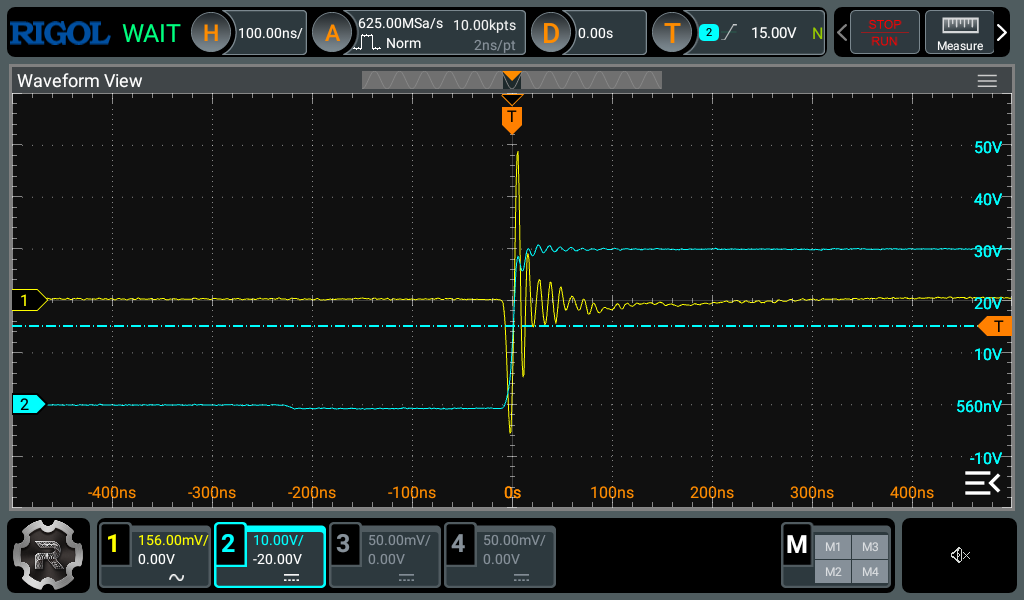 RIGOL WAIT H 100.00ns/ A 625.00MSa/s 10.00kpts D 0.00s T 2 15.00V N STOP
Norm 2ns/pt RUN Measure
Waveform View
T
50V
40V
30V
1 20V
T
10V
2 560nV
-10V
-400ns -300ns -200ns -100ns 0s 100ns 200ns 300ns 400ns
R 1 156.00mV/ 2 10.00V/ 3 50.00mV/ 4 50.00mV/ M M1 M3
0.00V -20.00V 0.00V 0.00V M2 M4